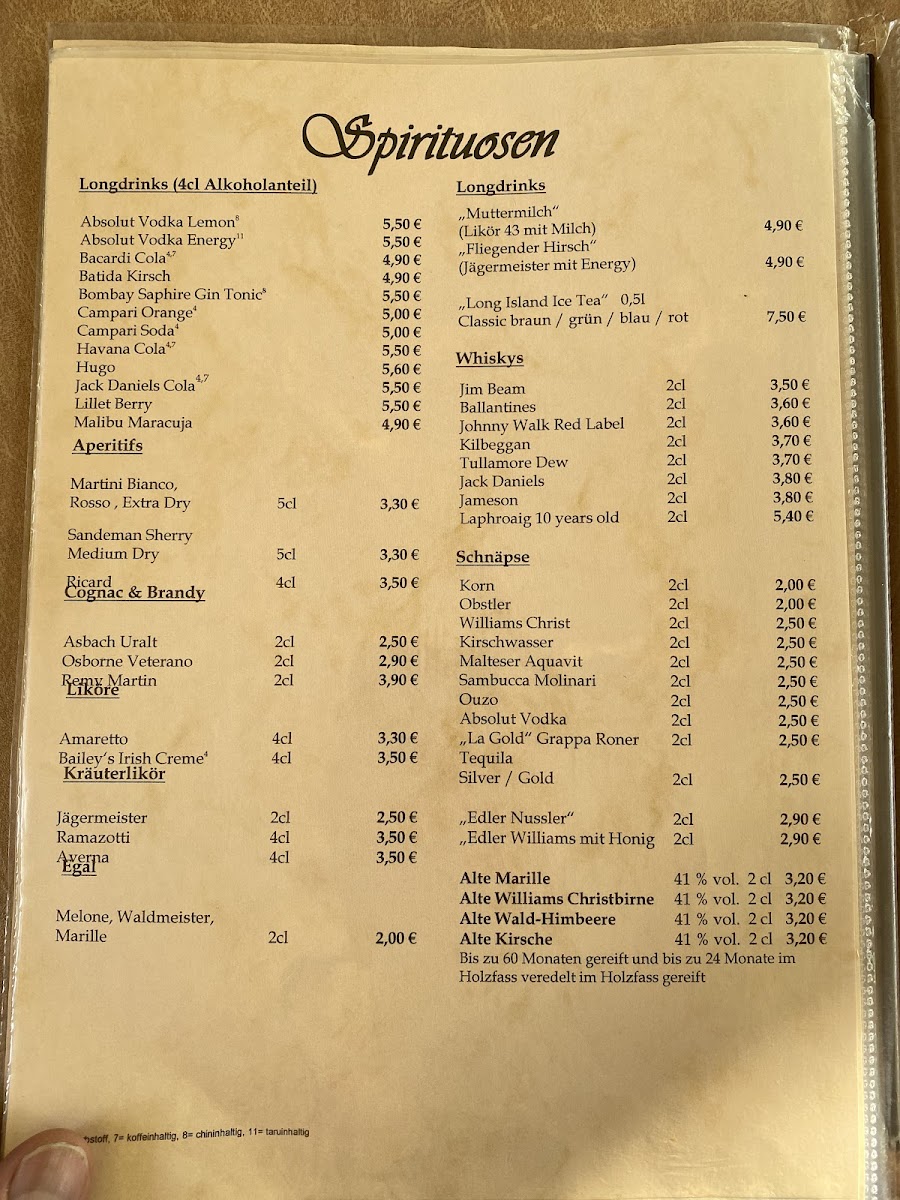 Spirituosen
Longdrinks (4cl Alkoholanteil)
Absolut Vodka Lemon⁸ 5,50 €
Absolut Vodka Energy¹¹ 5,50 €
Bacardi Cola⁴,⁷ 4,90 €
Batida Kirsch 4,90 €
Bombay Saphire Gin Tonic⁸ 5,50 €
Campari Orange⁴ 5,00 €
Campari Soda⁴ 5,00 €
Havana Cola⁴,⁷ 5,50 €
Hugo 5,60 €
Jack Daniels Cola⁴,⁷ 5,50 €
Lillet Berry 5,50 €
Malibu Maracuja 4,90 €
Aperitifs
Martini Bianco,
Rosso , Extra Dry 5cl 3,30 €
Sandeman Sherry
Medium Dry 5cl 3,30 €
Ricard 4cl 3,50 €
Cognac & Brandy
Asbach Uralt 2cl 2,50 €
Osborne Veterano 2cl 2,90 €
Remy Martin 2cl 3,90 €
Liköre
Amaretto 4cl 3,30 €
Bailey's Irish Creme⁴ 4cl 3,50 €
Kräuterlikör
Jägermeister 2cl 2,50 €
Ramazotti 4cl 3,50 €
Averna 4cl 3,50 €
Egal
Melone, Waldmeister,
Marille 2cl 2,00 €
Longdrinks
„Muttermilch“
(Likör 43 mit Milch) 4,90 €
„Fliegender Hirsch“
(Jägermeister mit Energy) 4,90 €
„Long Island Ice Tea“ 0,5l
Classic braun / grün / blau / rot 7,50 €
Whiskys
Jim Beam 2cl 3,50 €
Ballantines 2cl 3,60 €
Johnny Walk Red Label 2cl 3,60 €
Kilbeggan 2cl 3,70 €
Tullamore Dew 2cl 3,70 €
Jack Daniels 2cl 3,80 €
Jameson 2cl 3,80 €
Laphroaig 10 years old 2cl 5,40 €
Schnäpse
Korn 2cl 2,00 €
Obstler 2cl 2,00 €
Williams Christ 2cl 2,50 €
Kirschwasser 2cl 2,50 €
Malteser Aquavit 2cl 2,50 €
Sambucca Molinari 2cl 2,50 €
Ouzo 2cl 2,50 €
Absolut Vodka 2cl 2,50 €
„La Gold“ Grappa Roner 2cl 2,50 €
Tequila
Silver / Gold 2cl 2,50 €
„Edler Nussler“ 2cl 2,90 €
„Edler Williams mit Honig 2cl 2,90 €
Alte Marille 41 % vol. 2 cl 3,20 €
Alte Williams Christbirne 41 % vol. 2 cl 3,20 €
Alte Wald-Himbeere 41 % vol. 2 cl 3,20 €
Alte Kirsche 41 % vol. 2 cl 3,20 €
Bis zu 60 Monaten gereift und bis zu 24 Monate im
Holzfass veredelt im Holzfass gereift
7= koffeinhaltig, 8= chininhaltig, 11= taruinhaltig